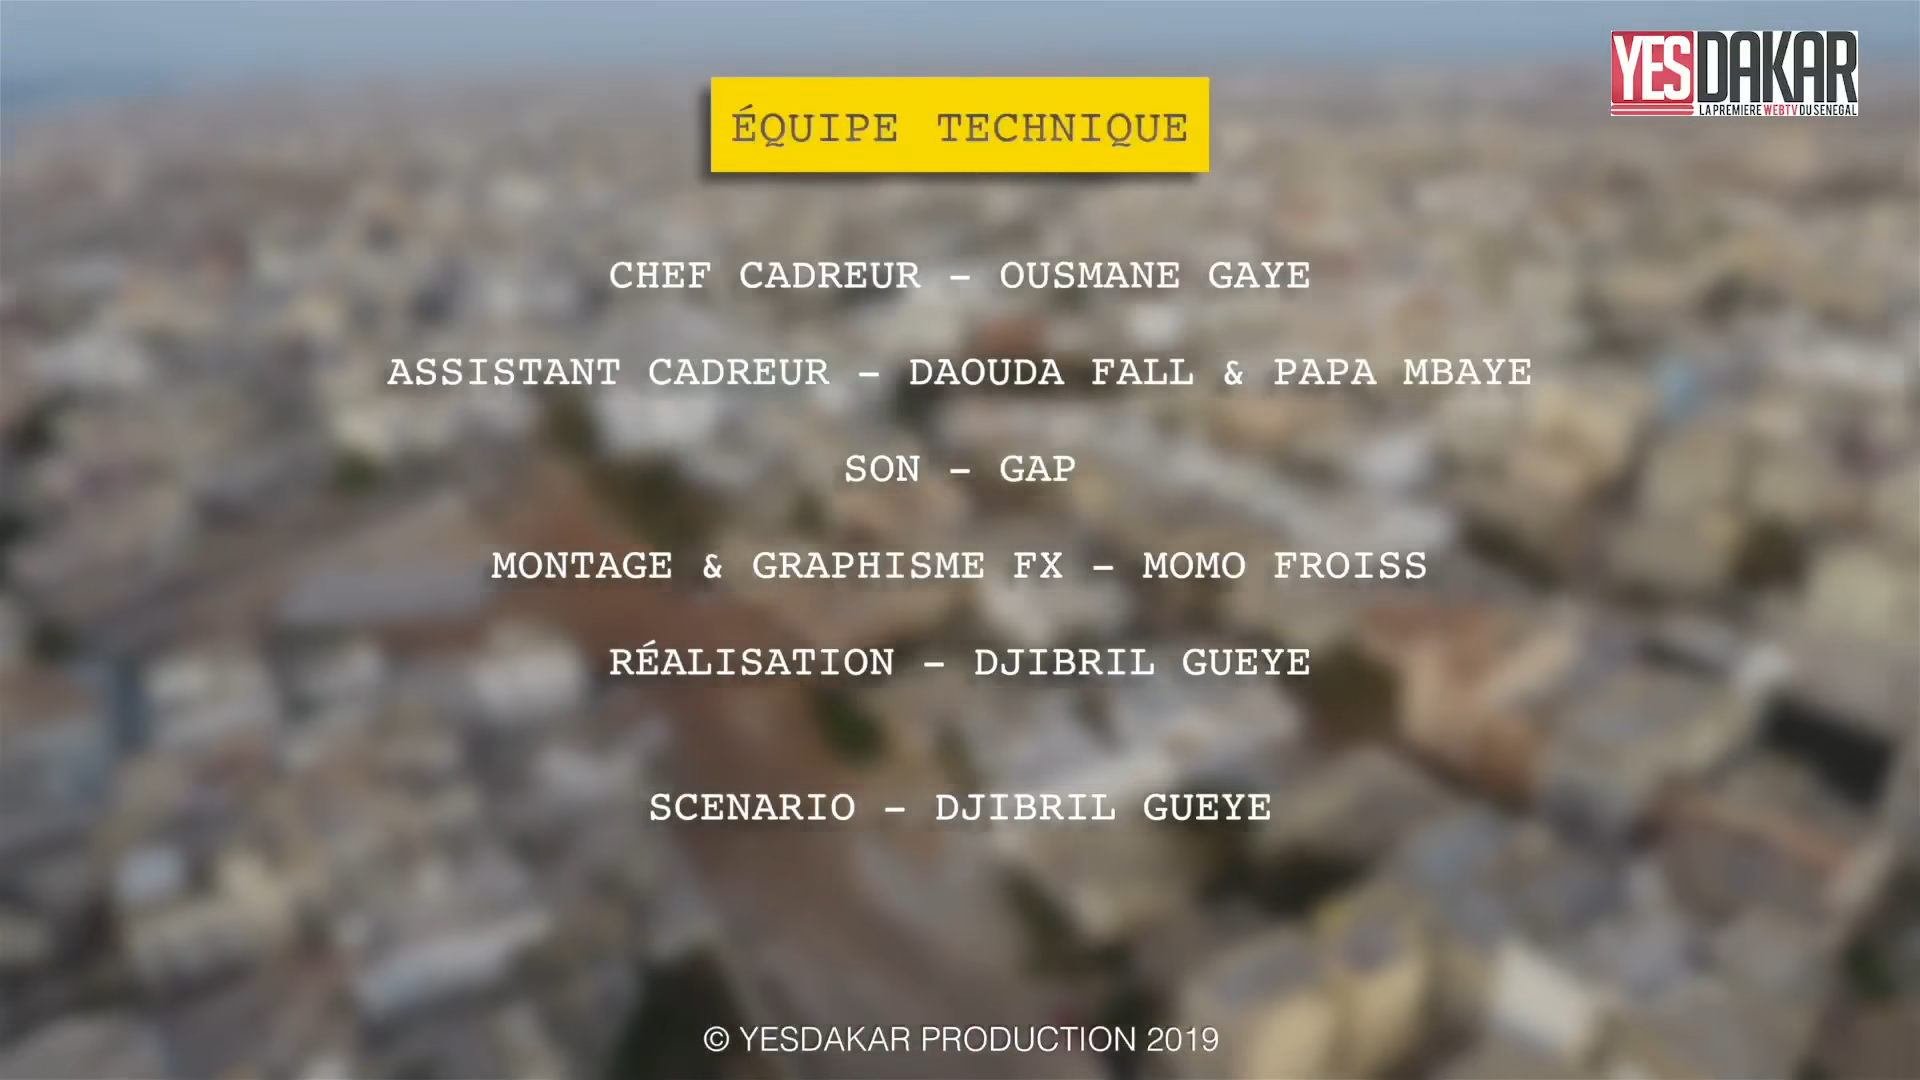 YESDAKAR
LA PREMIERE WEBTV DU SENEGAL
ÉQUIPE TECHNIQUE
CHEF CADREUR – OUSMANE GAYE
ASSISTANT CADREUR – DAOUDA FALL & PAPA MBAYE
SON – GAP
MONTAGE & GRAPHISME FX – MOMO FROISS
RÉALISATION – DJIBRIL GUEYE
SCENARIO – DJIBRIL GUEYE
© YESDAKAR PRODUCTION 2019